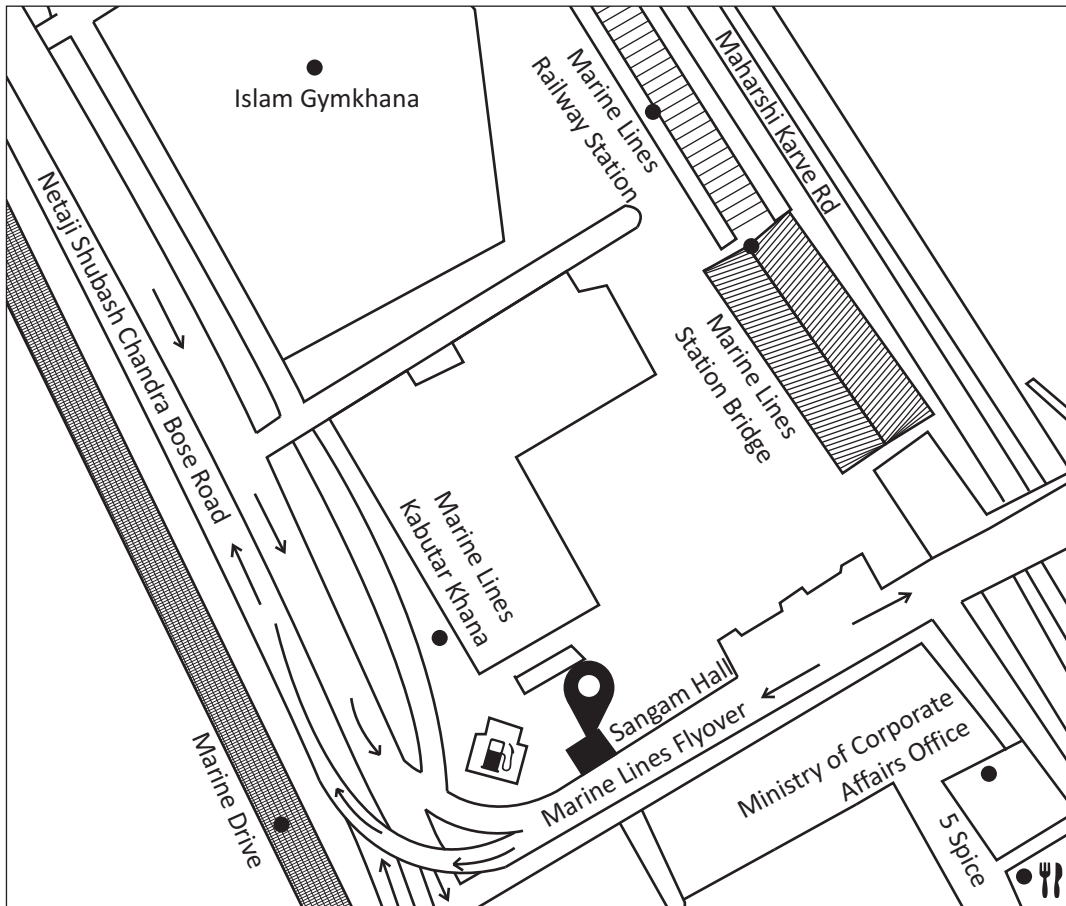 Islam Gymkhana
Marine Lines
Railway Station
Maharshi Karve Rd
Netaji Shubash Chandra Bose Road
Marine Lines
Station Bridge
Marine Lines
Kabutar Khana
Sangam Hall
Marine Lines Flyover
Ministry of Corporate
Affairs Office
Marine Drive
5 Spice